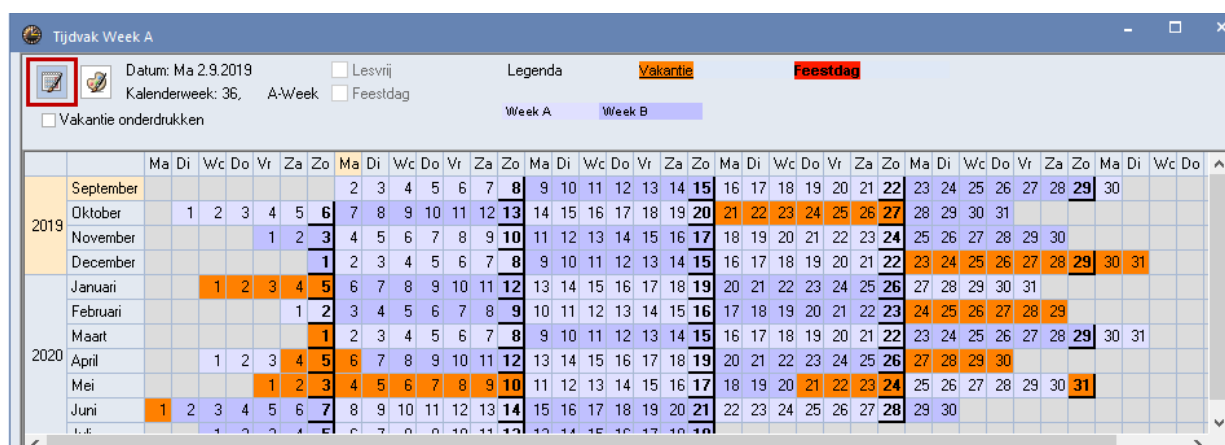 Tijdvak Week A
Datum: Ma 2.9.2019 Lesvrij Legenda Vakantie Feestdag
Kalenderweek: 36, A-Week Feestdag
Week A Week B
Vakantie onderdrukken
Ma Di Wc Do Vr Za Zo Ma Di Wc Do Vr Za Zo Ma Di Wc Do Vr Za Zo Ma Di Wc Do Vr Za Zo Ma Di Wc Do Vr Za Zo Ma Di Wc Do
2019
September 2 3 4 5 6 7 8 9 10 11 12 13 14 15 16 17 18 19 20 21 22 23 24 25 26 27 28 29 30
Oktober 1 2 3 4 5 6 7 8 9 10 11 12 13 14 15 16 17 18 19 20 21 22 23 24 25 26 27 28 29 30 31
November 1 2 3 4 5 6 7 8 9 10 11 12 13 14 15 16 17 18 19 20 21 22 23 24 25 26 27 28 29 30
December 1 2 3 4 5 6 7 8 9 10 11 12 13 14 15 16 17 18 19 20 21 22 23 24 25 26 27 28 29 30 31
2020
Januari 1 2 3 4 5 6 7 8 9 10 11 12 13 14 15 16 17 18 19 20 21 22 23 24 25 26 27 28 29 30 31
Februari 1 2 3 4 5 6 7 8 9 10 11 12 13 14 15 16 17 18 19 20 21 22 23 24 25 26 27 28 29
Maart 1 2 3 4 5 6 7 8 9 10 11 12 13 14 15 16 17 18 19 20 21 22 23 24 25 26 27 28 29 30 31
April 1 2 3 4 5 6 7 8 9 10 11 12 13 14 15 16 17 18 19 20 21 22 23 24 25 26 27 28 29 30
Mei 1 2 3 4 5 6 7 8 9 10 11 12 13 14 15 16 17 18 19 20 21 22 23 24 25 26 27 28 29 30 31
Juni 1 2 3 4 5 6 7 8 9 10 11 12 13 14 15 16 17 18 19 20 21 22 23 24 25 26 27 28 29 30